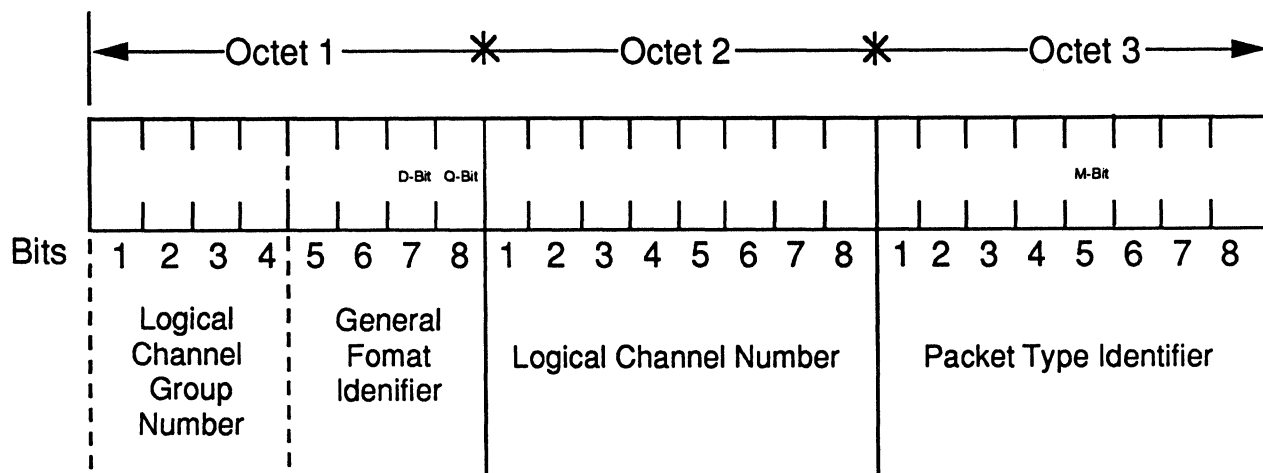 Octet 1 Octet 2 Octet 3
D-Bit Q-Bit M-Bit
Bits 1 2 3 4 5 6 7 8 1 2 3 4 5 6 7 8 1 2 3 4 5 6 7 8
Logical
Channel
Group
Number
General
Fomat
Idenifier
Logical Channel Number
Packet Type Identifier